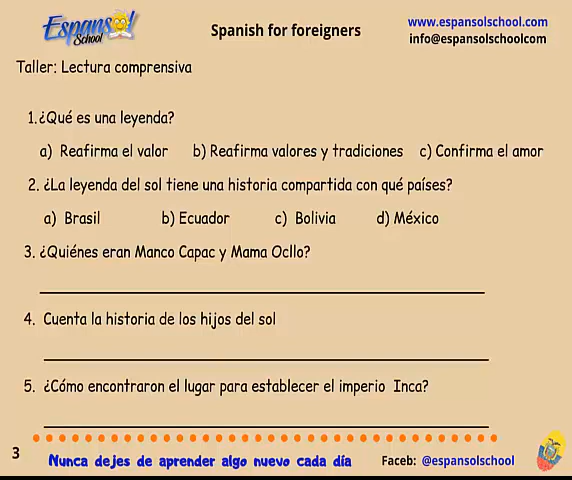 Espansol School
Spanish for foreigners
www.espansolschool.com
info@espansolschoolcom
Taller: Lectura comprensiva
1.¿Qué es una leyenda?
a) Reafirma el valor b) Reafirma valores y tradiciones c) Confirma el amor
2. ¿La leyenda del sol tiene una historia compartida con qué países?
a) Brasil b) Ecuador c) Bolivia d) México
3. ¿Quiénes eran Manco Capac y Mama Ocllo?
4. Cuenta la historia de los hijos del sol
5. ¿Cómo encontraron el lugar para establecer el imperio Inca?
3 Nunca dejes de aprender algo nuevo cada día Faceb: @espansolschool